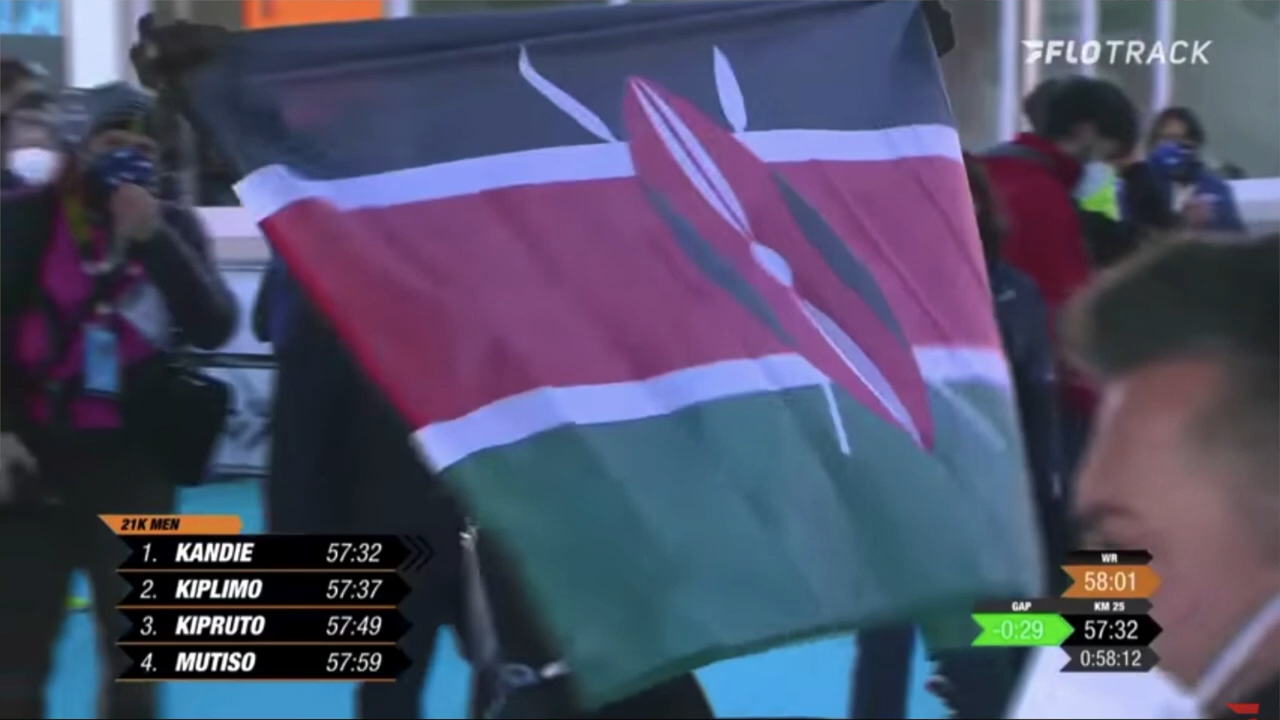 FLOTRACK
21K MEN
1. KANDIE 57:32
2. KIPLIMO 57:37
3. KIPRUTO 57:49
4. MUTISO 57:59
WR
58:01
GAP KM 25
-0:29 57:32
0:58:12